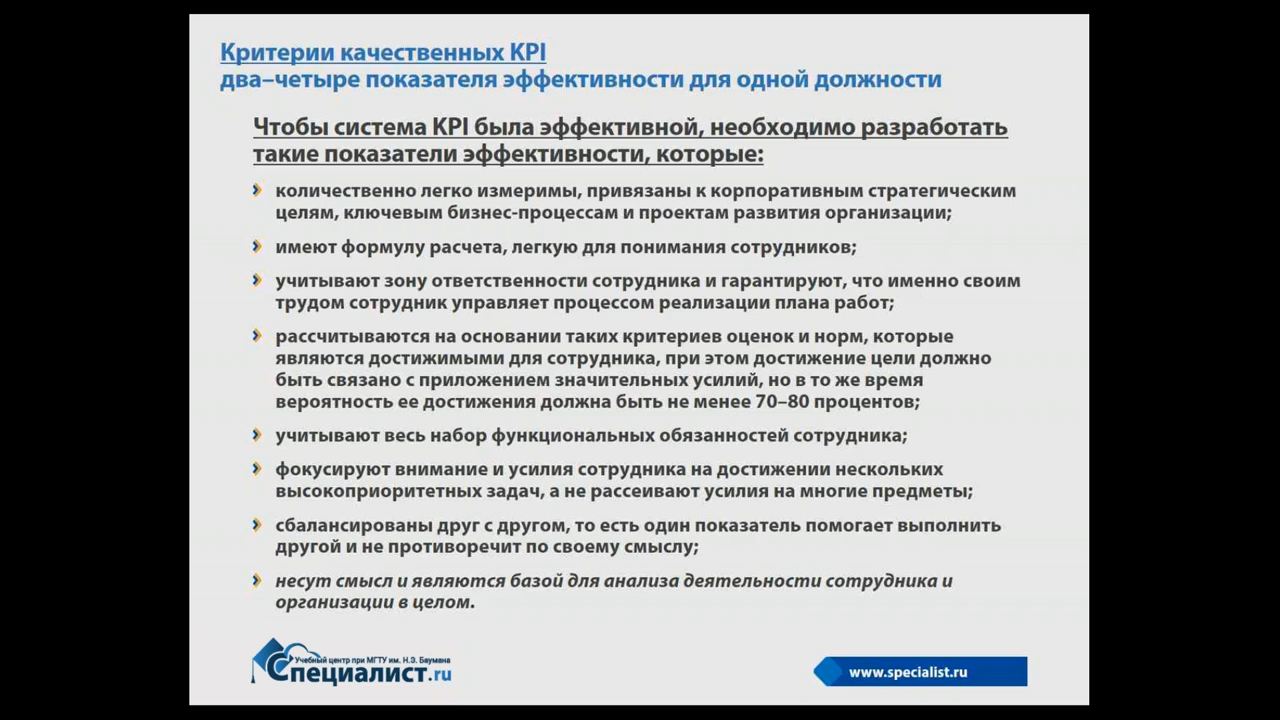 Критерии качественных KPI
два–четыре показателя эффективности для одной должности
Чтобы система KPI была эффективной, необходимо разработать
такие показатели эффективности, которые:
количественно легко измеримы, привязаны к корпоративным стратегическим
целям, ключевым бизнес-процессам и проектам развития организации;
имеют формулу расчета, легкую для понимания сотрудников;
учитывают зону ответственности сотрудника и гарантируют, что именно своим
трудом сотрудник управляет процессом реализации плана работ;
рассчитываются на основании таких критериев оценок и норм, которые
являются достижимыми для сотрудника, при этом достижение цели должно
быть связано с приложением значительных усилий, но в то же время
вероятность ее достижения должна быть не менее 70–80 процентов;
учитывают весь набор функциональных обязанностей сотрудника;
фокусируют внимание и усилия сотрудника на достижении нескольких
высокоприоритетных задач, а не рассеивают усилия на многие предметы;
сбалансированы друг с другом, то есть один показатель помогает выполнить
другой и не противоречит по своему смыслу;
несут смысл и являются базой для анализа деятельности сотрудника и
организации в целом.
Учебный центр при МГТУ им. Н.Э. Баумана
Специалист.ru
www.specialist.ru